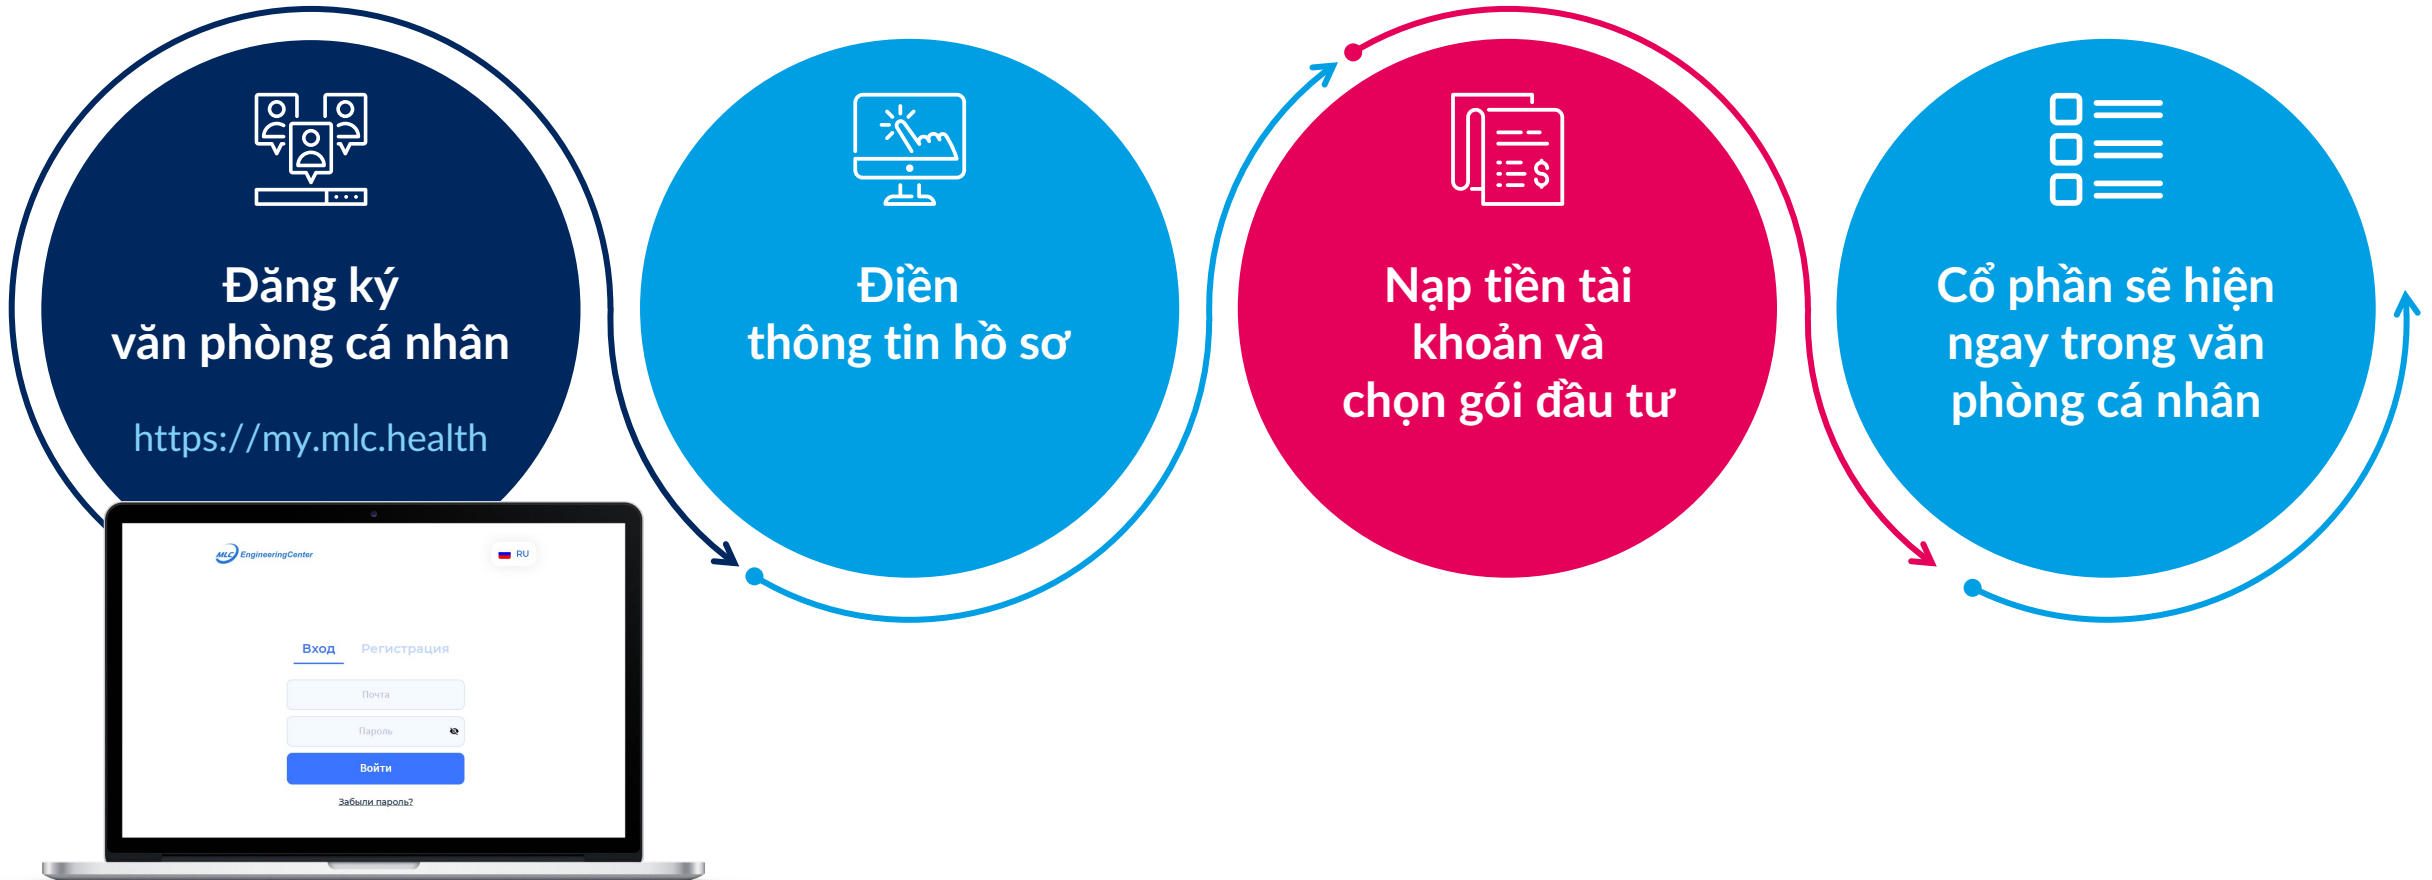 Đăng ký
văn phòng cá nhân
https://my.mlc.health
MLC EngineeringCenter
RU
Вход Регистрация
Почта
Пароль
Войти
Забыли пароль?
Điền
thông tin hồ sơ
$
Nạp tiền tài
khoản và
chọn gói đầu tư
Cổ phần sẽ hiện
ngay trong văn
phòng cá nhân